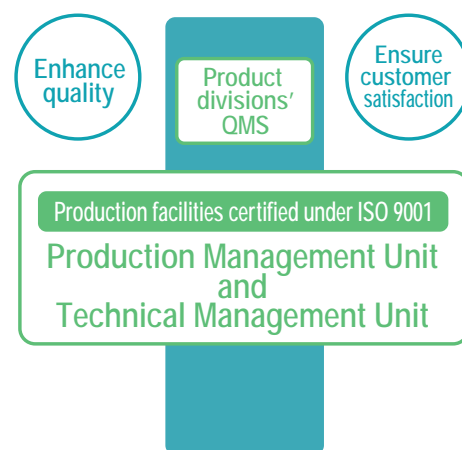 Enhance
quality
Product
divisions’
QMS
Ensure
customer
satisfaction
Production facilities certified under ISO 9001
Production Management Unit
and
Technical Management Unit